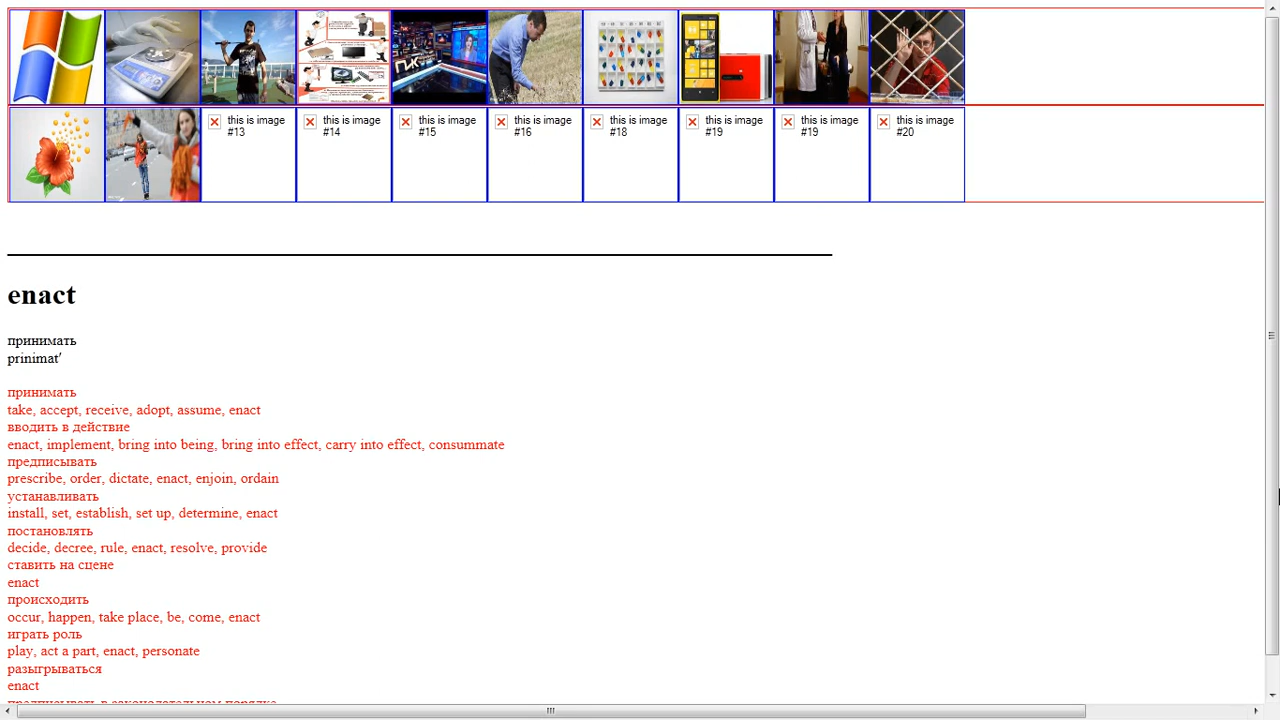 this is image #13
this is image #14
this is image #15
this is image #16
this is image #18
this is image #19
this is image #19
this is image #20
enact
принимать
prinimatʹ
принимать
take, accept, receive, adopt, assume, enact
вводить в действие
enact, implement, bring into being, bring into effect, carry into effect, consummate
предписывать
prescribe, order, dictate, enact, enjoin, ordain
устанавливать
install, set, establish, set up, determine, enact
постановлять
decide, decree, rule, enact, resolve, provide
ставить на сцене
enact
происходить
occur, happen, take place, be, come, enact
играть роль
play, act a part, enact, personate
разыгрываться
enact
предписывать в законодательном порядке